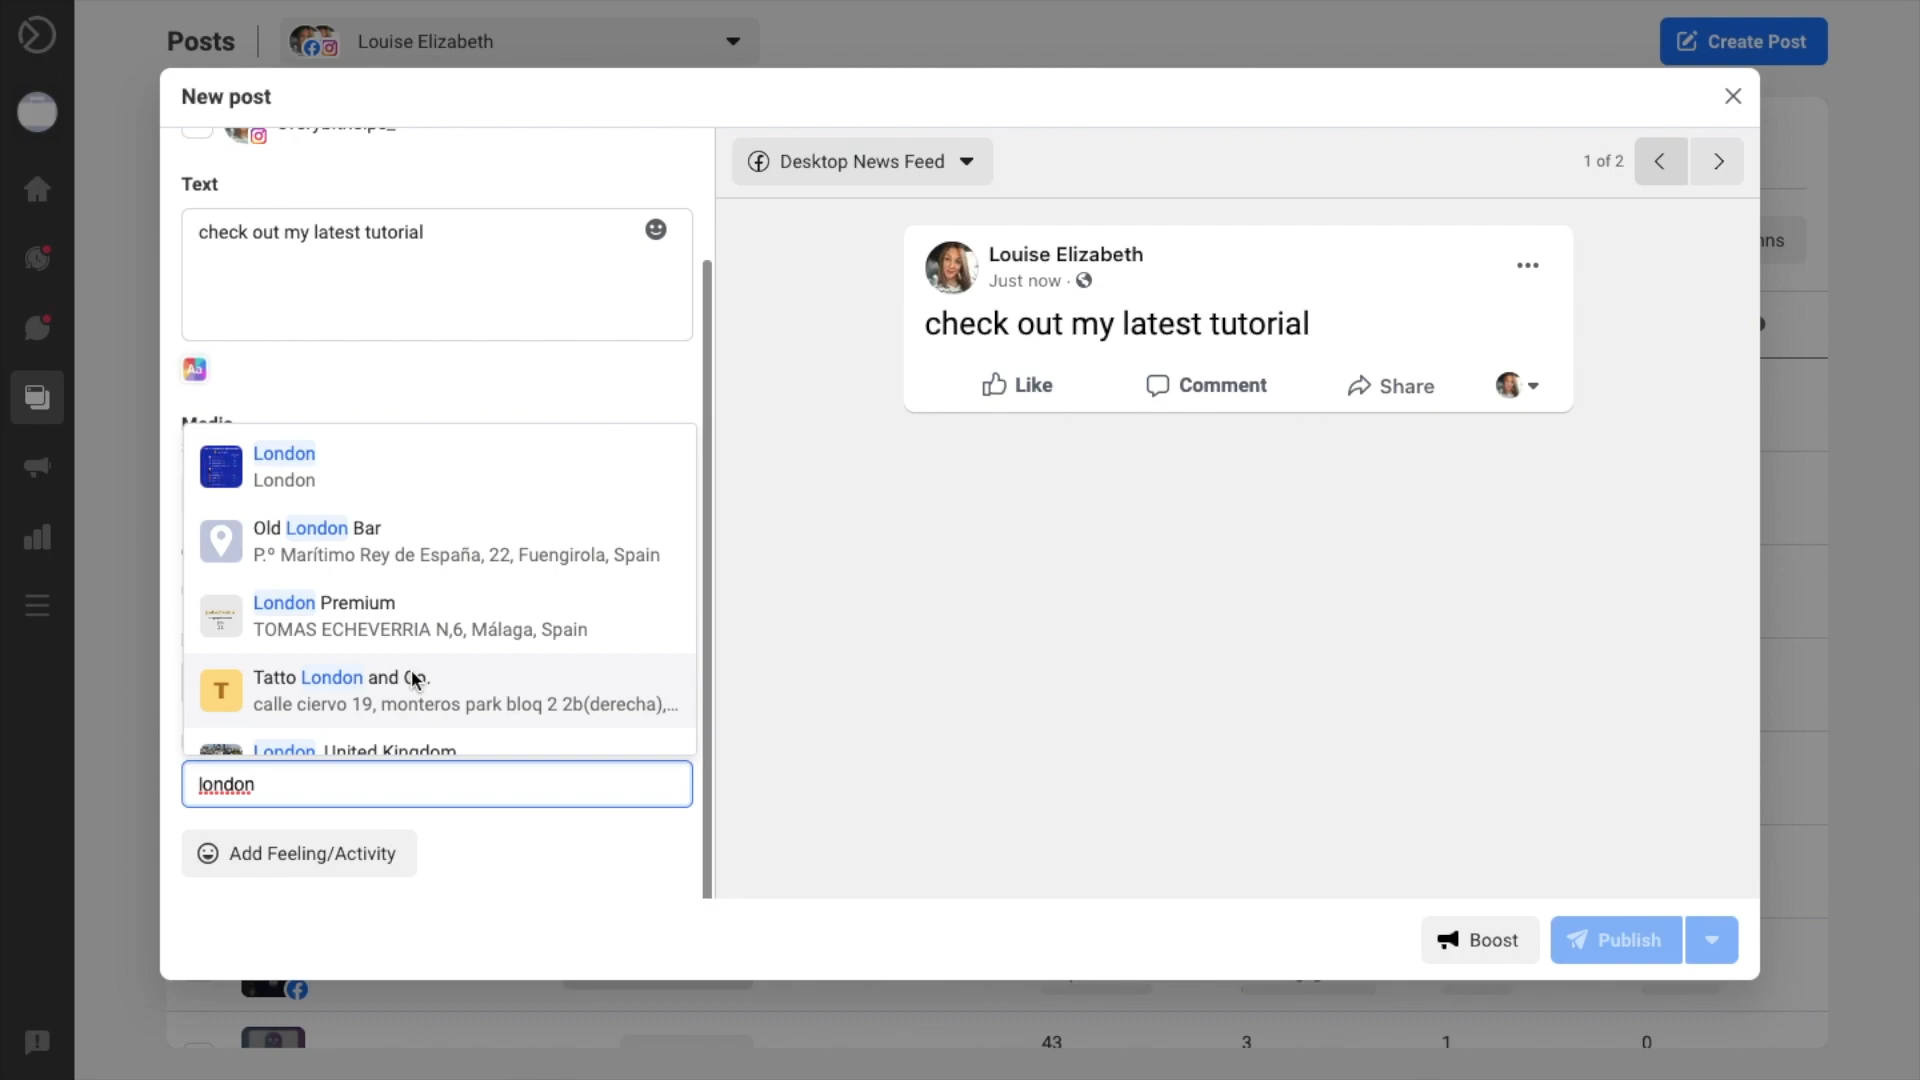 Posts
Louise Elizabeth
Create Post
New post
Text
check out my latest tutorial
Aa
London
London
Old London Bar
P.º Marítimo Rey de España, 22, Fuengirola, Spain
London Premium
TOMAS ECHEVERRIA N,6, Málaga, Spain
T
Tatto London and Co.
calle ciervo 19, monteros park bloq 2 2b(derecha),...
London, United Kingdom
london
Add Feeling/Activity
Desktop News Feed
1 of 2
Louise Elizabeth
Just now ·
check out my latest tutorial
Like
Comment
Share
Boost
Publish
43
3
1
0